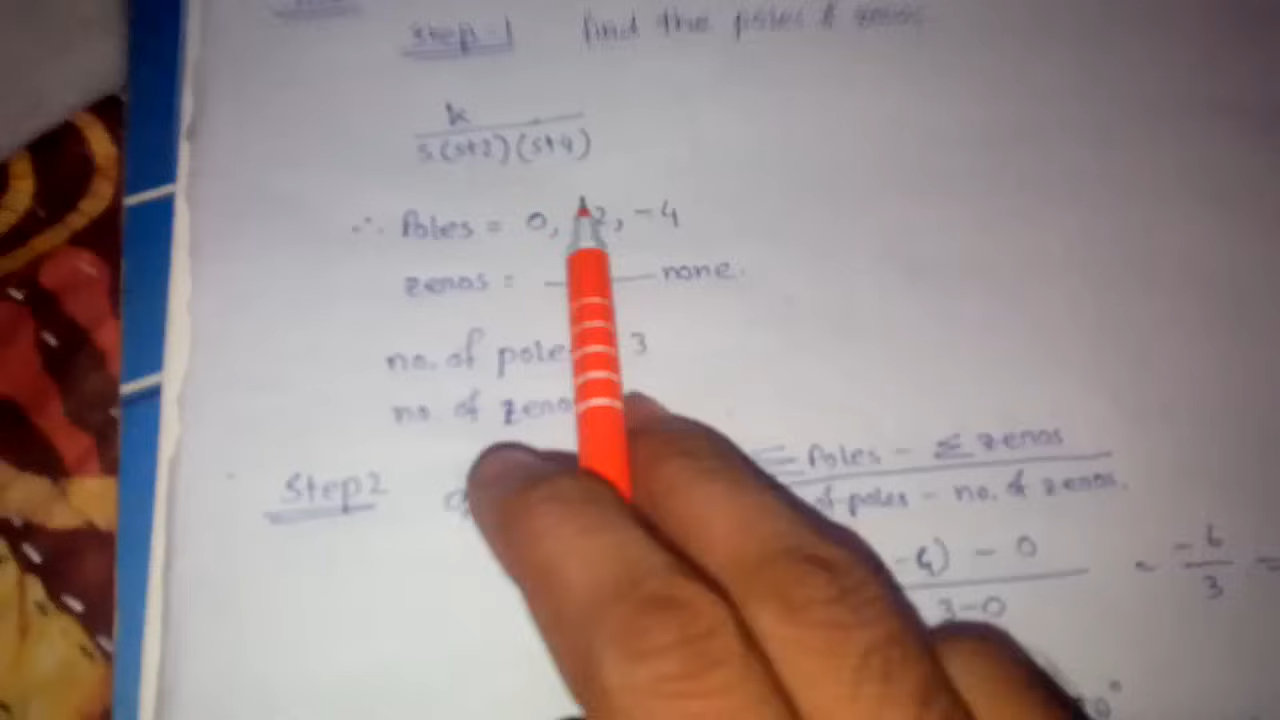 Step-1 find the poles & zeros
k
s(s+2)(s+4)
∴ Poles = 0, 2, -4
zeros = none.
no. of pole 3
no. of zero
Step2 Σ Poles - Σ zeros
of poles - no. of zeros.
-4) - 0 = -6
3-0 3 =
0°